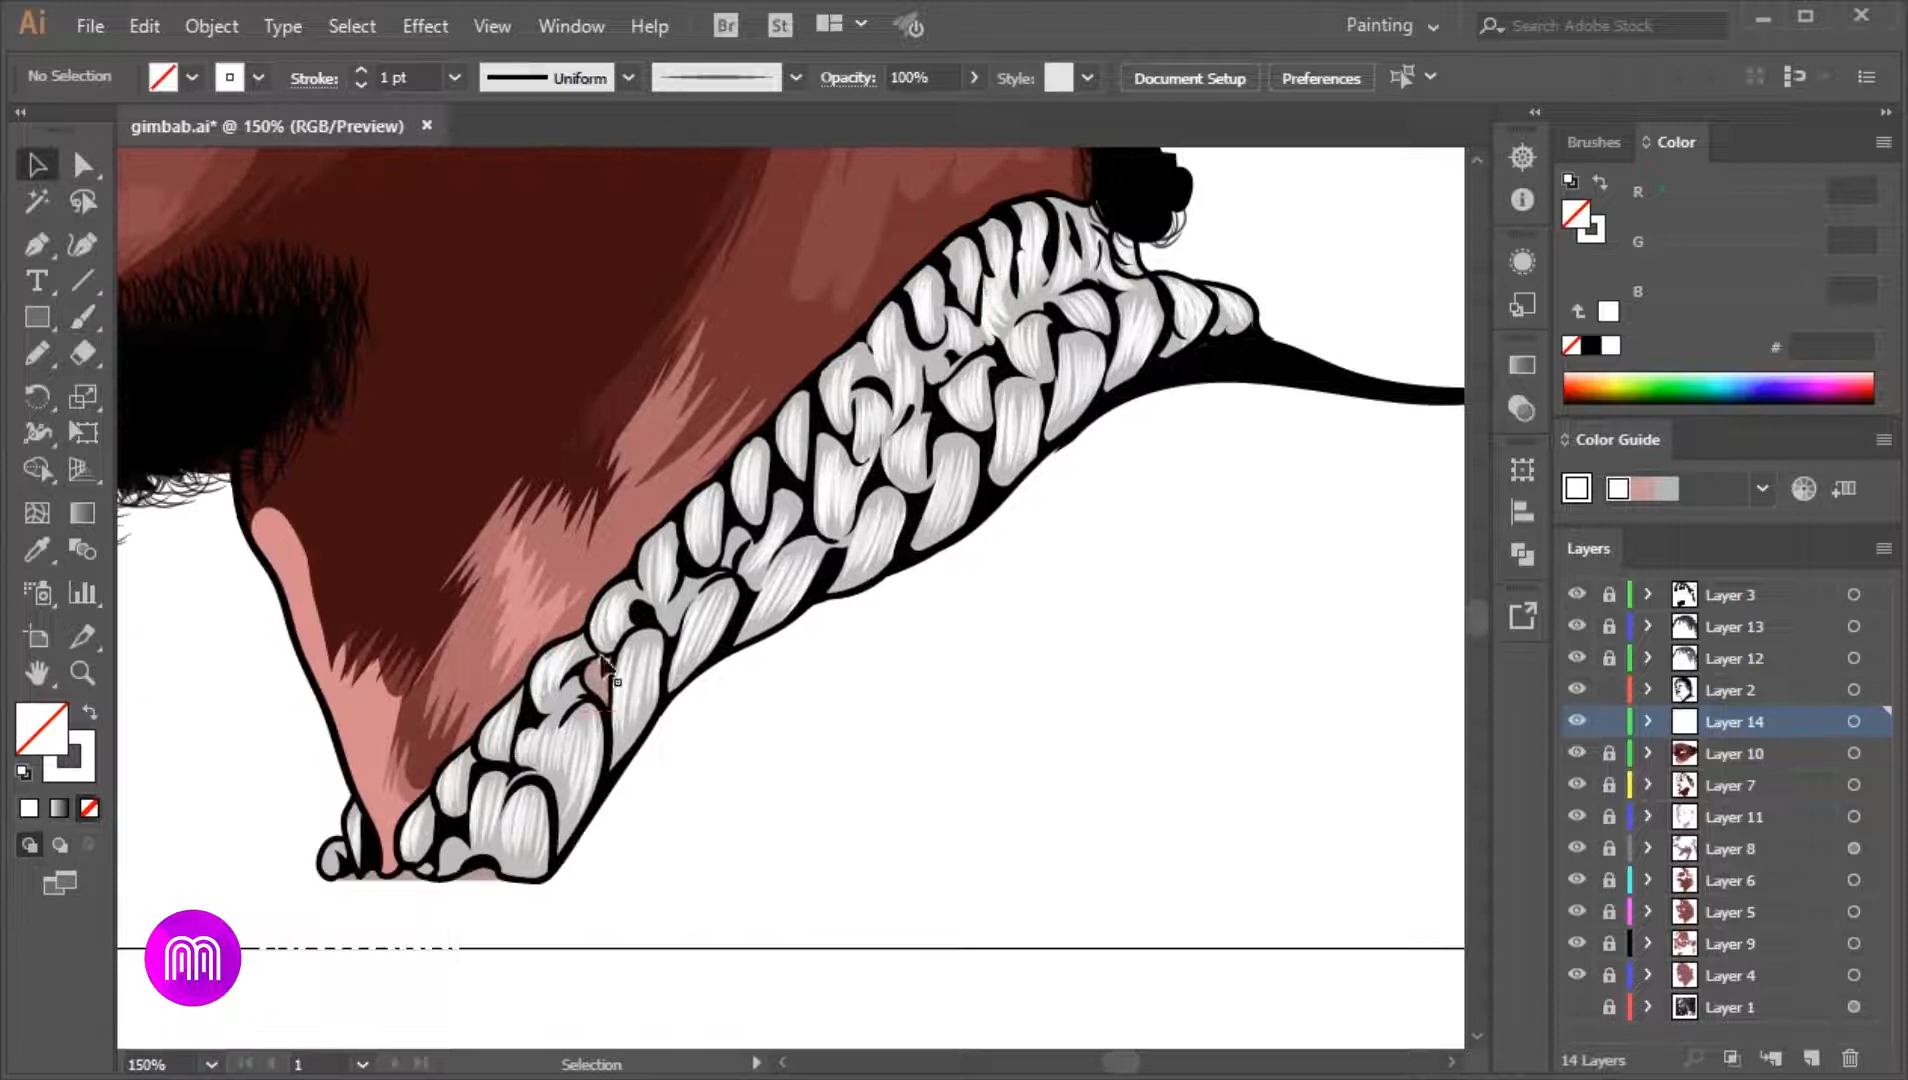 Ai File Edit Object Type Select Effect View Window Help Br St Painting Search Adobe Stock
No Selection Stroke: 1 pt Uniform Opacity: 100% Style: Document Setup Preferences
gimbab.ai* @ 150% (RGB/Preview)
Brushes Color
R
G
B
#
Color Guide
Layers
Layer 3
Layer 13
Layer 12
Layer 2
Layer 14
Layer 10
Layer 7
Layer 11
Layer 8
Layer 6
Layer 5
Layer 9
Layer 4
Layer 1
14 Layers
150% 1 Selection